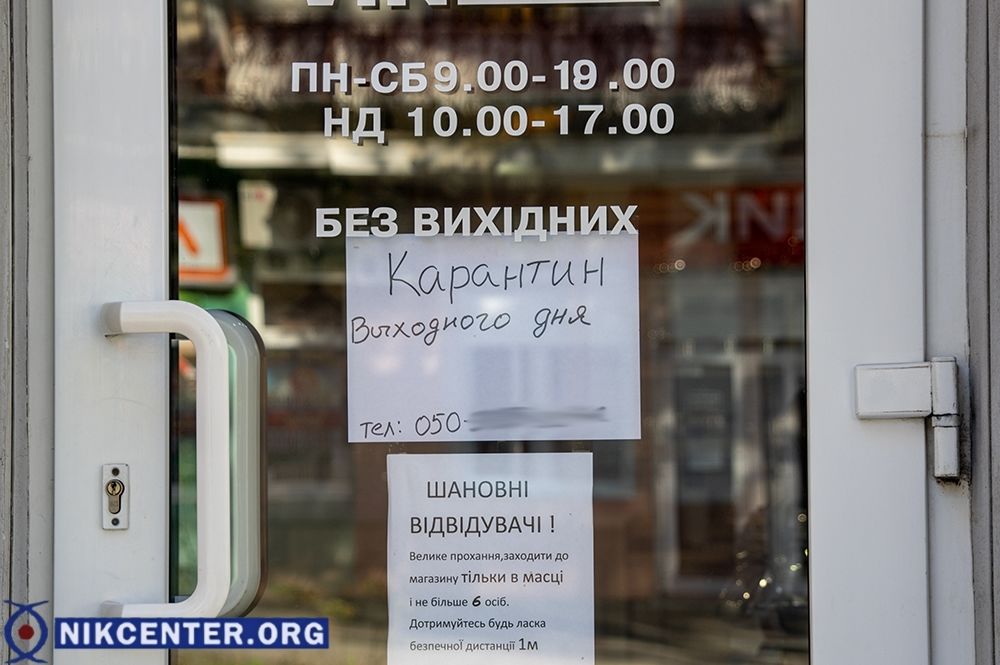 ПН-СБ 9.00-19.00
НД 10.00-17.00
БЕЗ ВИХІДНИХ
Карантин
Выходного дня
тел: 050-
ШАНОВНІ
ВІДВІДУВАЧІ !
Велике прохання,заходити до
магазину тільки в масці
і не більше 6 осіб.
Дотримуйтесь будь ласка
безпечної дистанції 1м
NIKCENTER.ORG